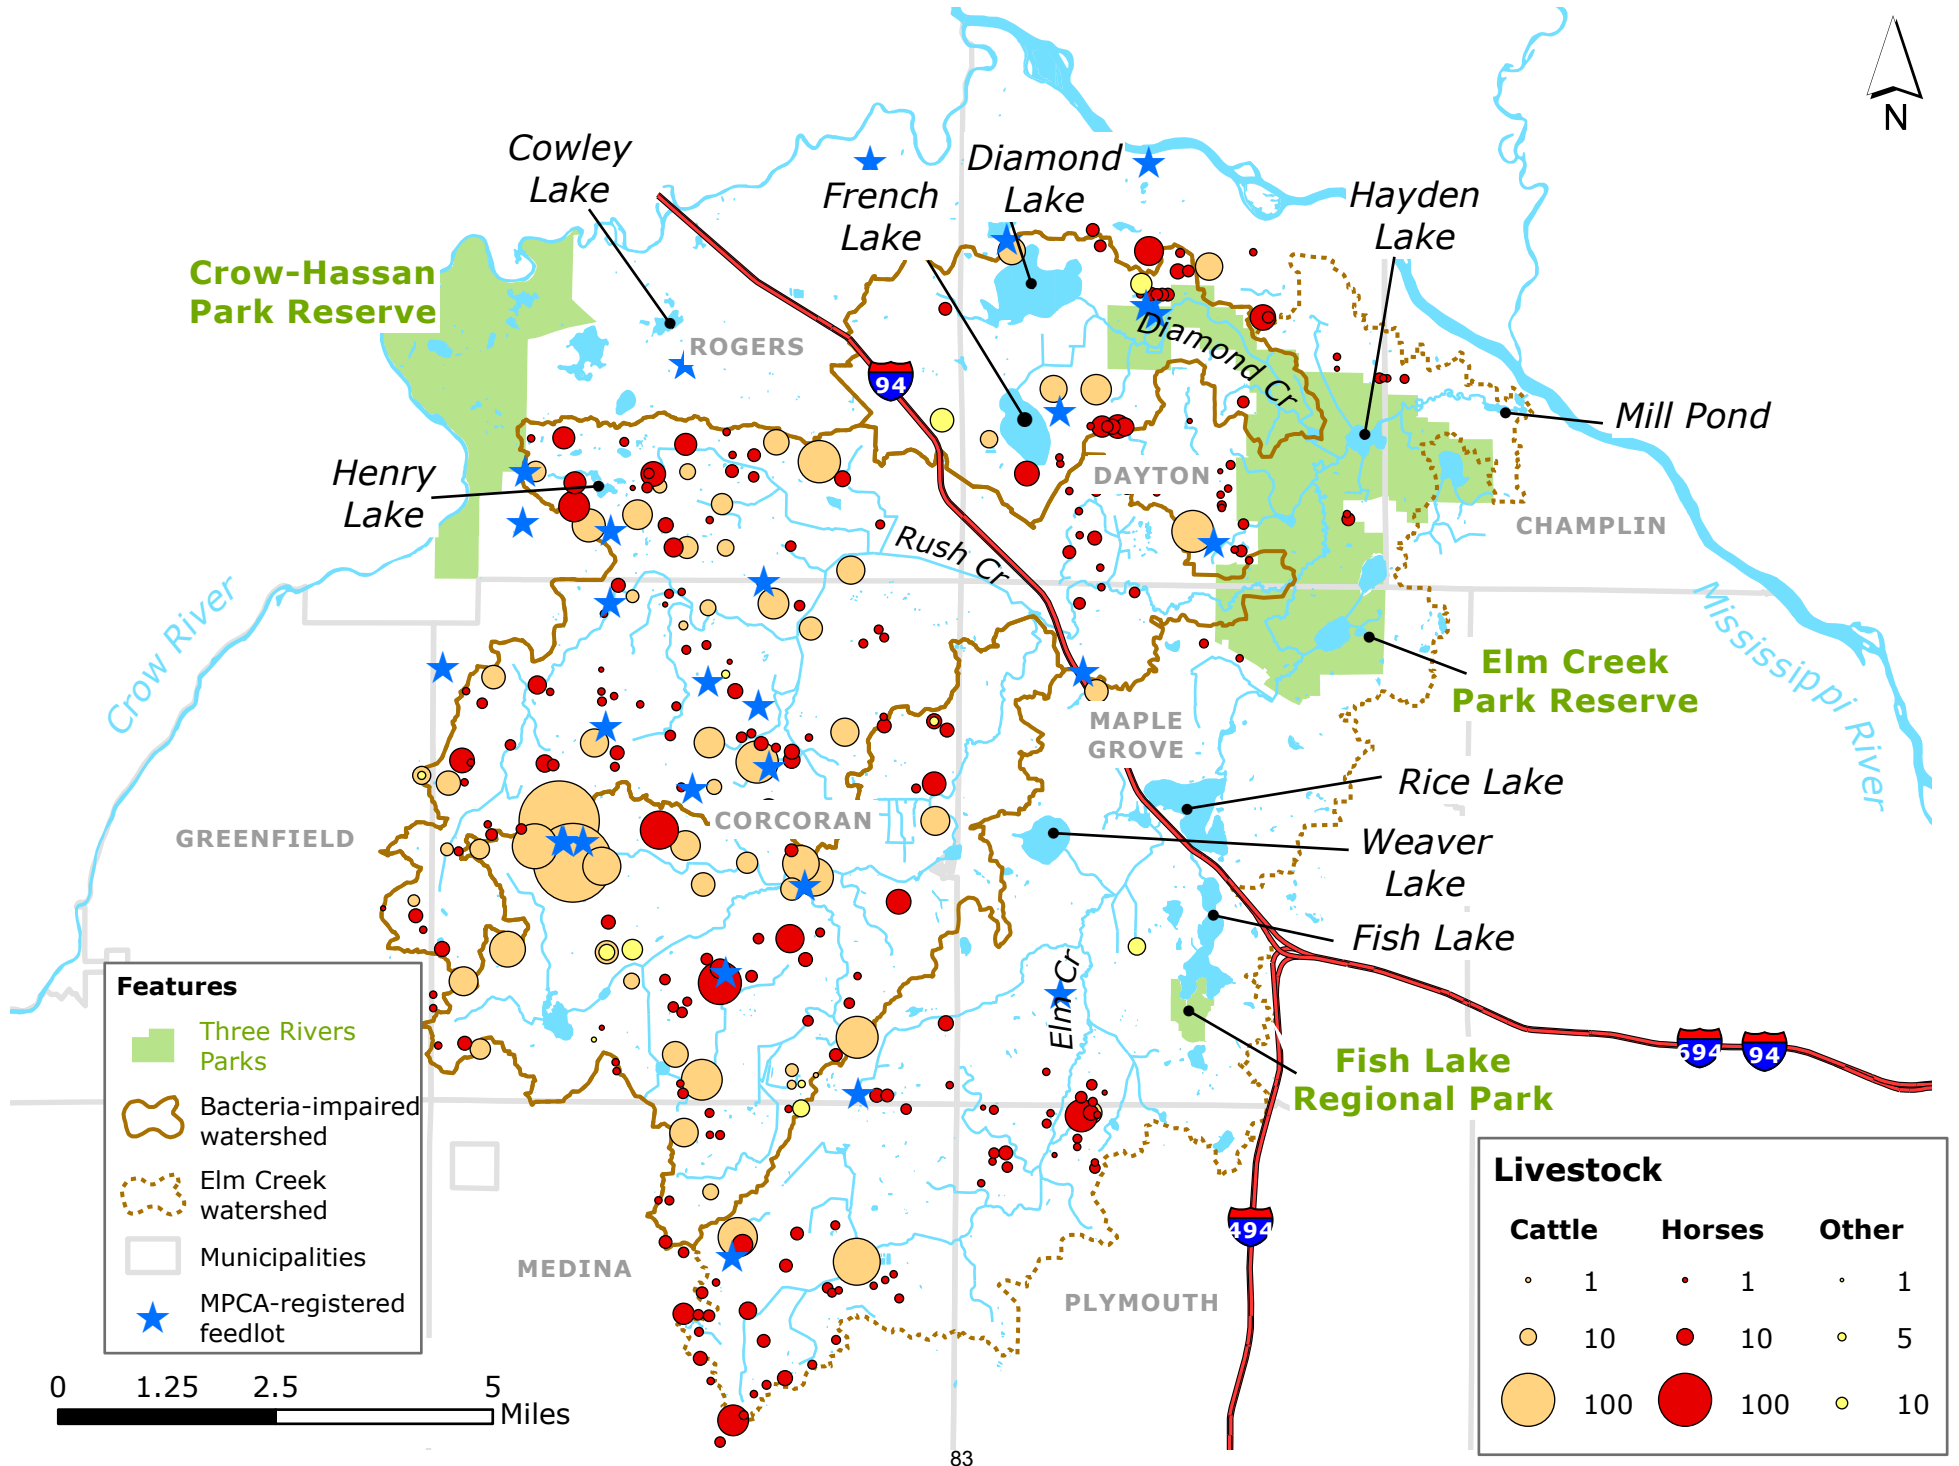 N
Cowley
Lake
Diamond
Lake
French
Lake
Hayden
Lake
Crow-Hassan
Park Reserve
ROGERS
94
Diamond Cr
Mill Pond
Henry
Lake
DAYTON
CHAMPLIN
Rush Cr
Crow River
Mississippi River
Elm Creek
Park Reserve
MAPLE
GROVE
Rice Lake
GREENFIELD
CORCORAN
Weaver
Lake
Fish Lake
Elm Cr
Fish Lake
Regional Park
694
94
494
MEDINA
PLYMOUTH
Features
Three Rivers
Parks
Bacteria-impaired
watershed
Elm Creek
watershed
Municipalities
MPCA-registered
feedlot
0 1.25 2.5 5
Miles
Livestock
Cattle Horses Other
1 1 1
10 10 5
100 100 10
83